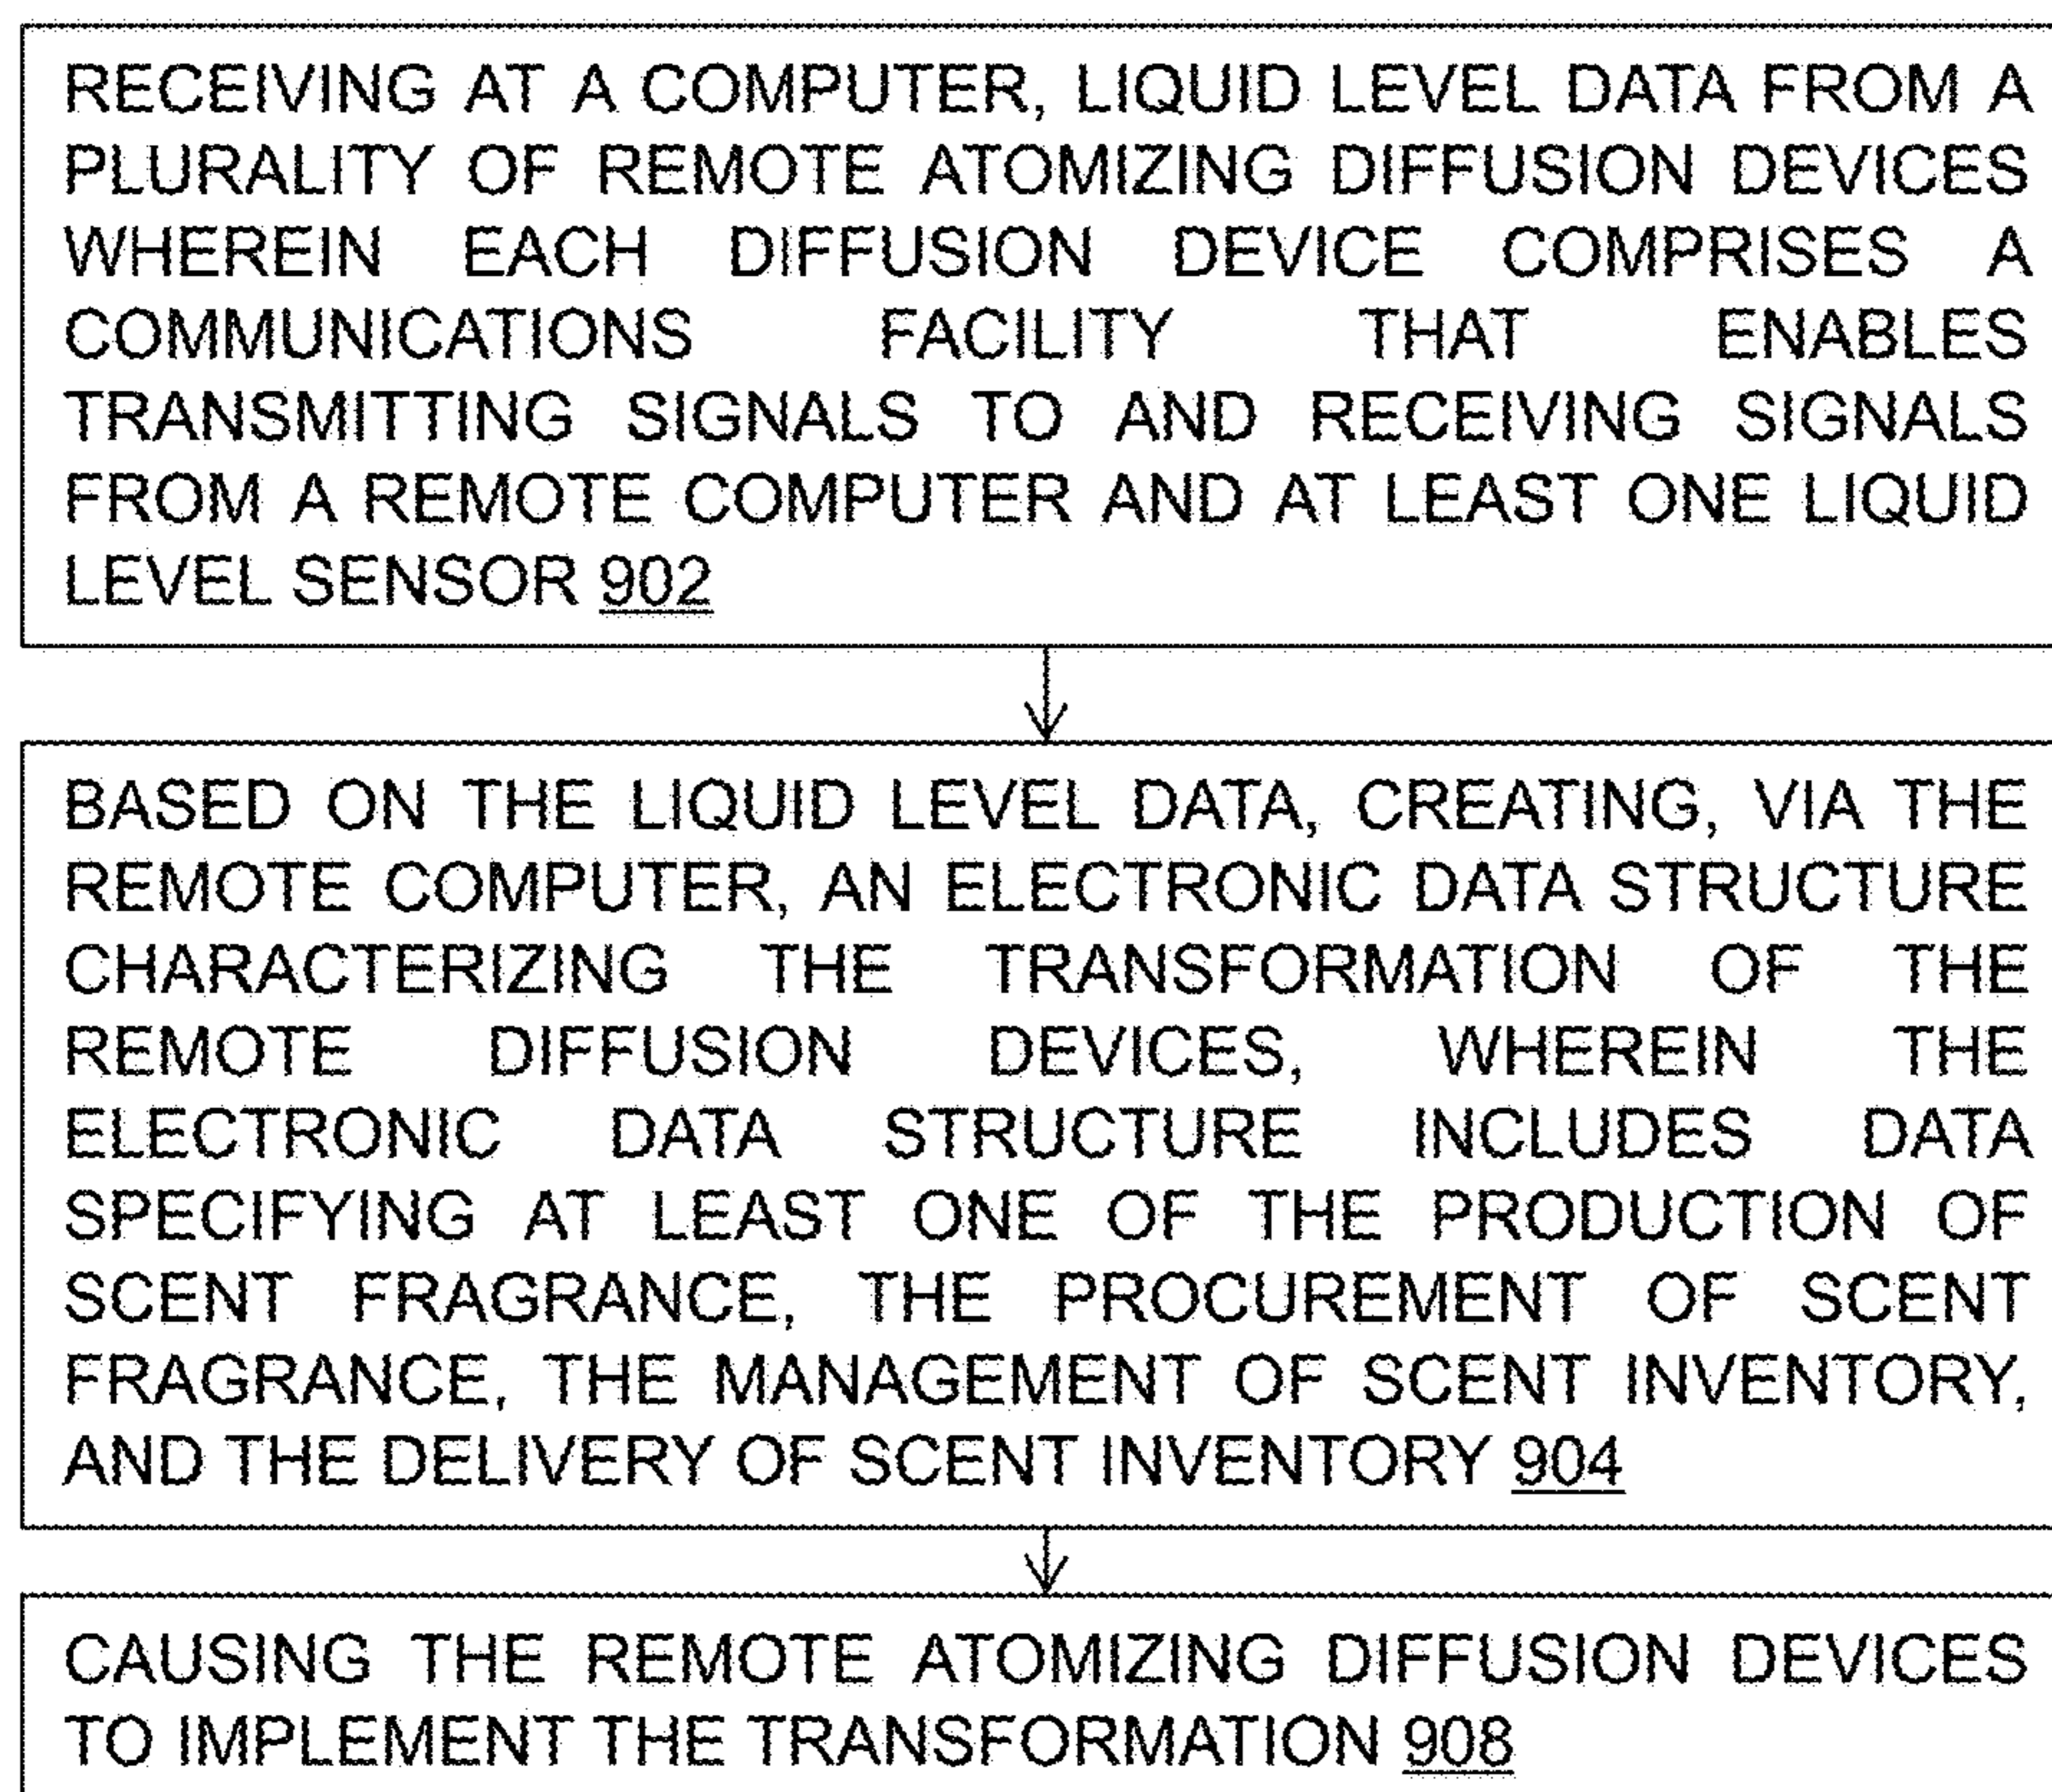 RECEIVING AT A COMPUTER, LIQUID LEVEL DATA FROM A
PLURALITY OF REMOTE ATOMIZING DIFFUSION DEVICES
WHEREIN EACH DIFFUSION DEVICE COMPRISES A
COMMUNICATIONS FACILITY THAT ENABLES
TRANSMITTING SIGNALS TO AND RECEIVING SIGNALS
FROM A REMOTE COMPUTER AND AT LEAST ONE LIQUID
LEVEL SENSOR 902
BASED ON THE LIQUID LEVEL DATA, CREATING, VIA THE
REMOTE COMPUTER, AN ELECTRONIC DATA STRUCTURE
CHARACTERIZING THE TRANSFORMATION OF THE
REMOTE DIFFUSION DEVICES, WHEREIN THE
ELECTRONIC DATA STRUCTURE INCLUDES DATA
SPECIFYING AT LEAST ONE OF THE PRODUCTION OF
SCENT FRAGRANCE, THE PROCUREMENT OF SCENT
FRAGRANCE, THE MANAGEMENT OF SCENT INVENTORY,
AND THE DELIVERY OF SCENT INVENTORY 904
CAUSING THE REMOTE ATOMIZING DIFFUSION DEVICES
TO IMPLEMENT THE TRANSFORMATION 908